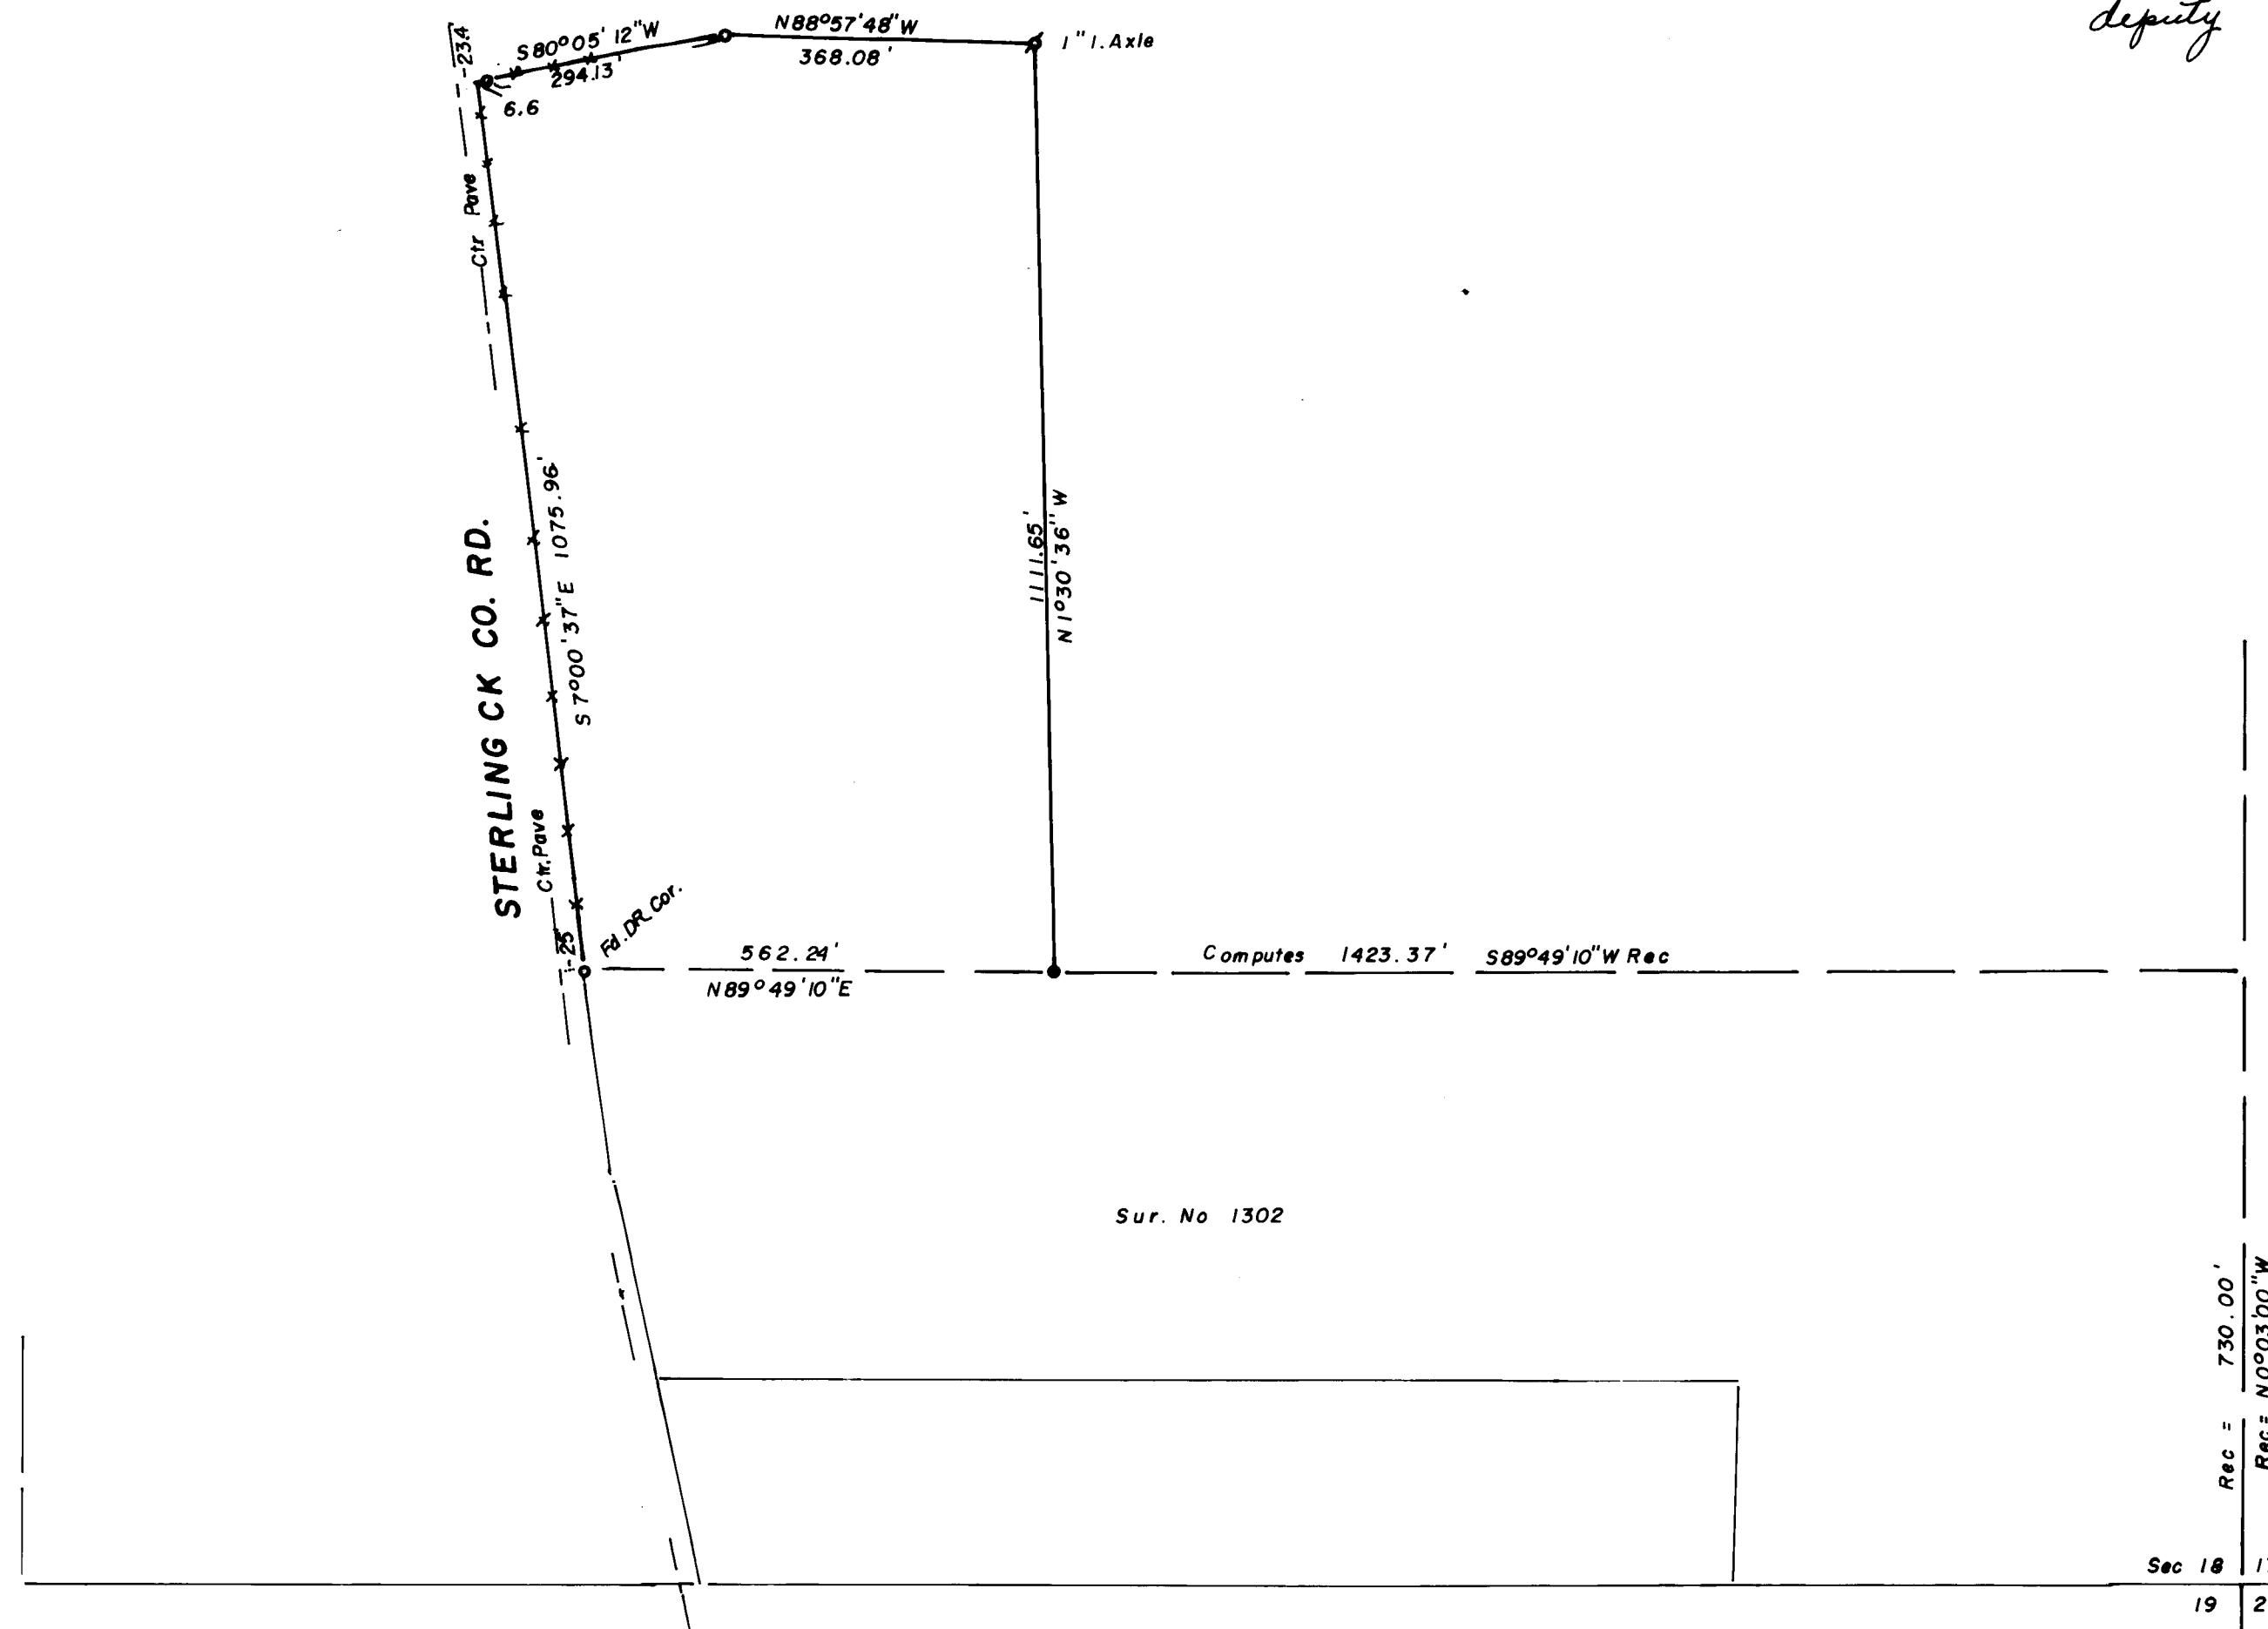 deputy
N88°57'48"W
368.08'
1" I. Axle
S80°05'12"W
294.13'
23.4
6.6
Ctr Pave
STERLING CK CO. RD.
S7°00'37"E 1075.96'
1111.65'
N1°30'36"W
Ctr. Pave
25'
Fd. DR. Cor.
562.24'
N89°49'10"E
Computes 1423.37' S89°49'10"W Rec
Sur. No 1302
Rec = 730.00'
Rec = N0°03'00"W
Sec 18
19